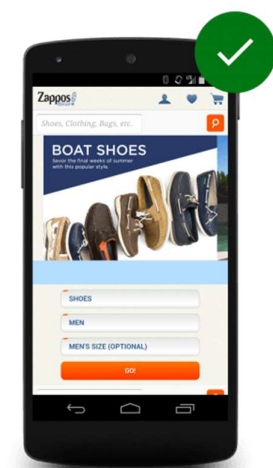 Zappos
Shoes, Clothing, Bags, etc.
BOAT SHOES
Savor the final weeks of summer
with this popular style.
SHOES
MEN
MEN'S SIZE (OPTIONAL)
GO!